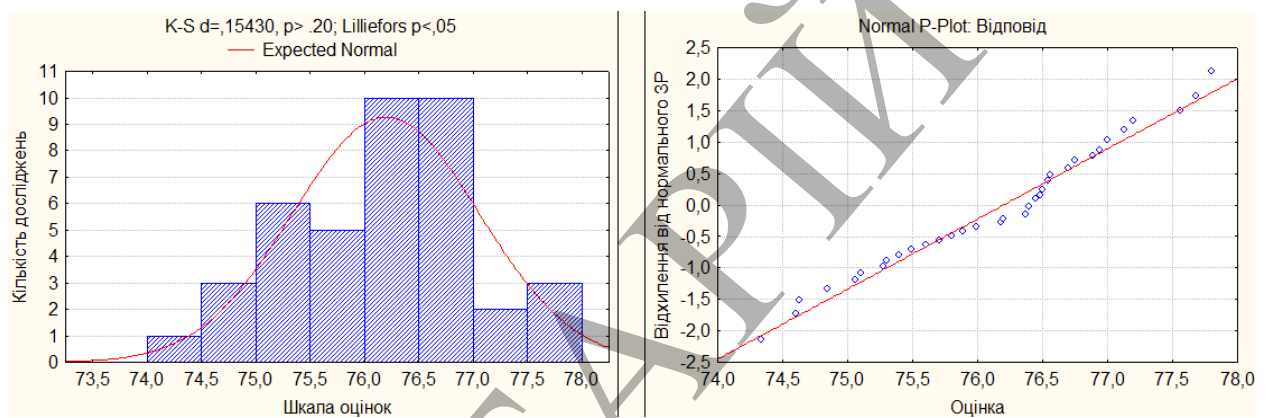 K-S d=,15430, p> .20; Lilliefors p<,05
Expected Normal
Кількість досліджень
11
10
9
8
7
6
5
4
3
2
1
0
73,5 74,0 74,5 75,0 75,5 76,0 76,5 77,0 77,5 78,0
Шкала оцінок
Normal P-Plot: Відповід
Відхилення від нормального ЗР
2,5
2,0
1,5
1,0
0,5
0,0
-0,5
-1,0
-1,5
-2,0
-2,5
74,0 74,5 75,0 75,5 76,0 76,5 77,0 77,5 78,0
Оцінка
ТАРІЙ